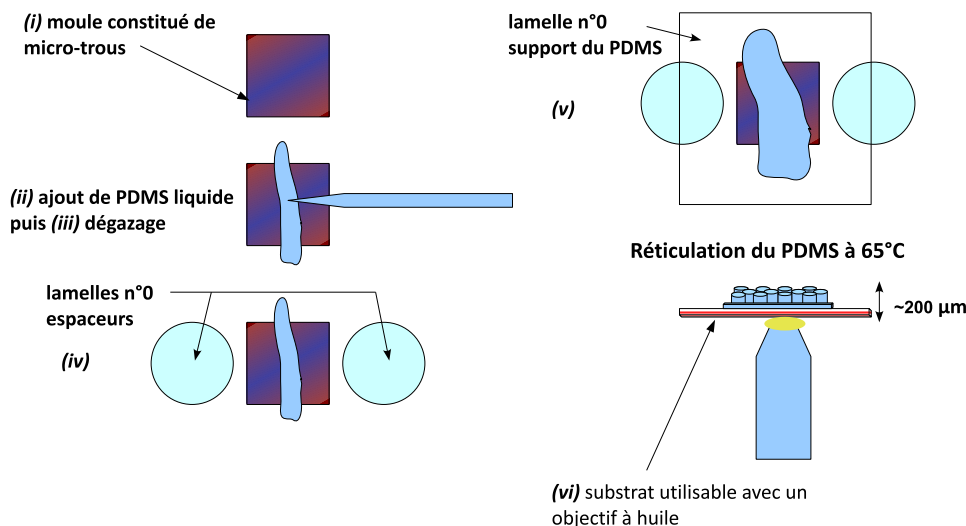 (i) moule constitué de
micro-trous
(ii) ajout de PDMS liquide
puis (iii) dégazage
lamelles n°0
espaceurs
(iv)
lamelle n°0
support du PDMS
(v)
Réticulation du PDMS à 65°C
~200 µm
(vi) substrat utilisable avec un
objectif à huile